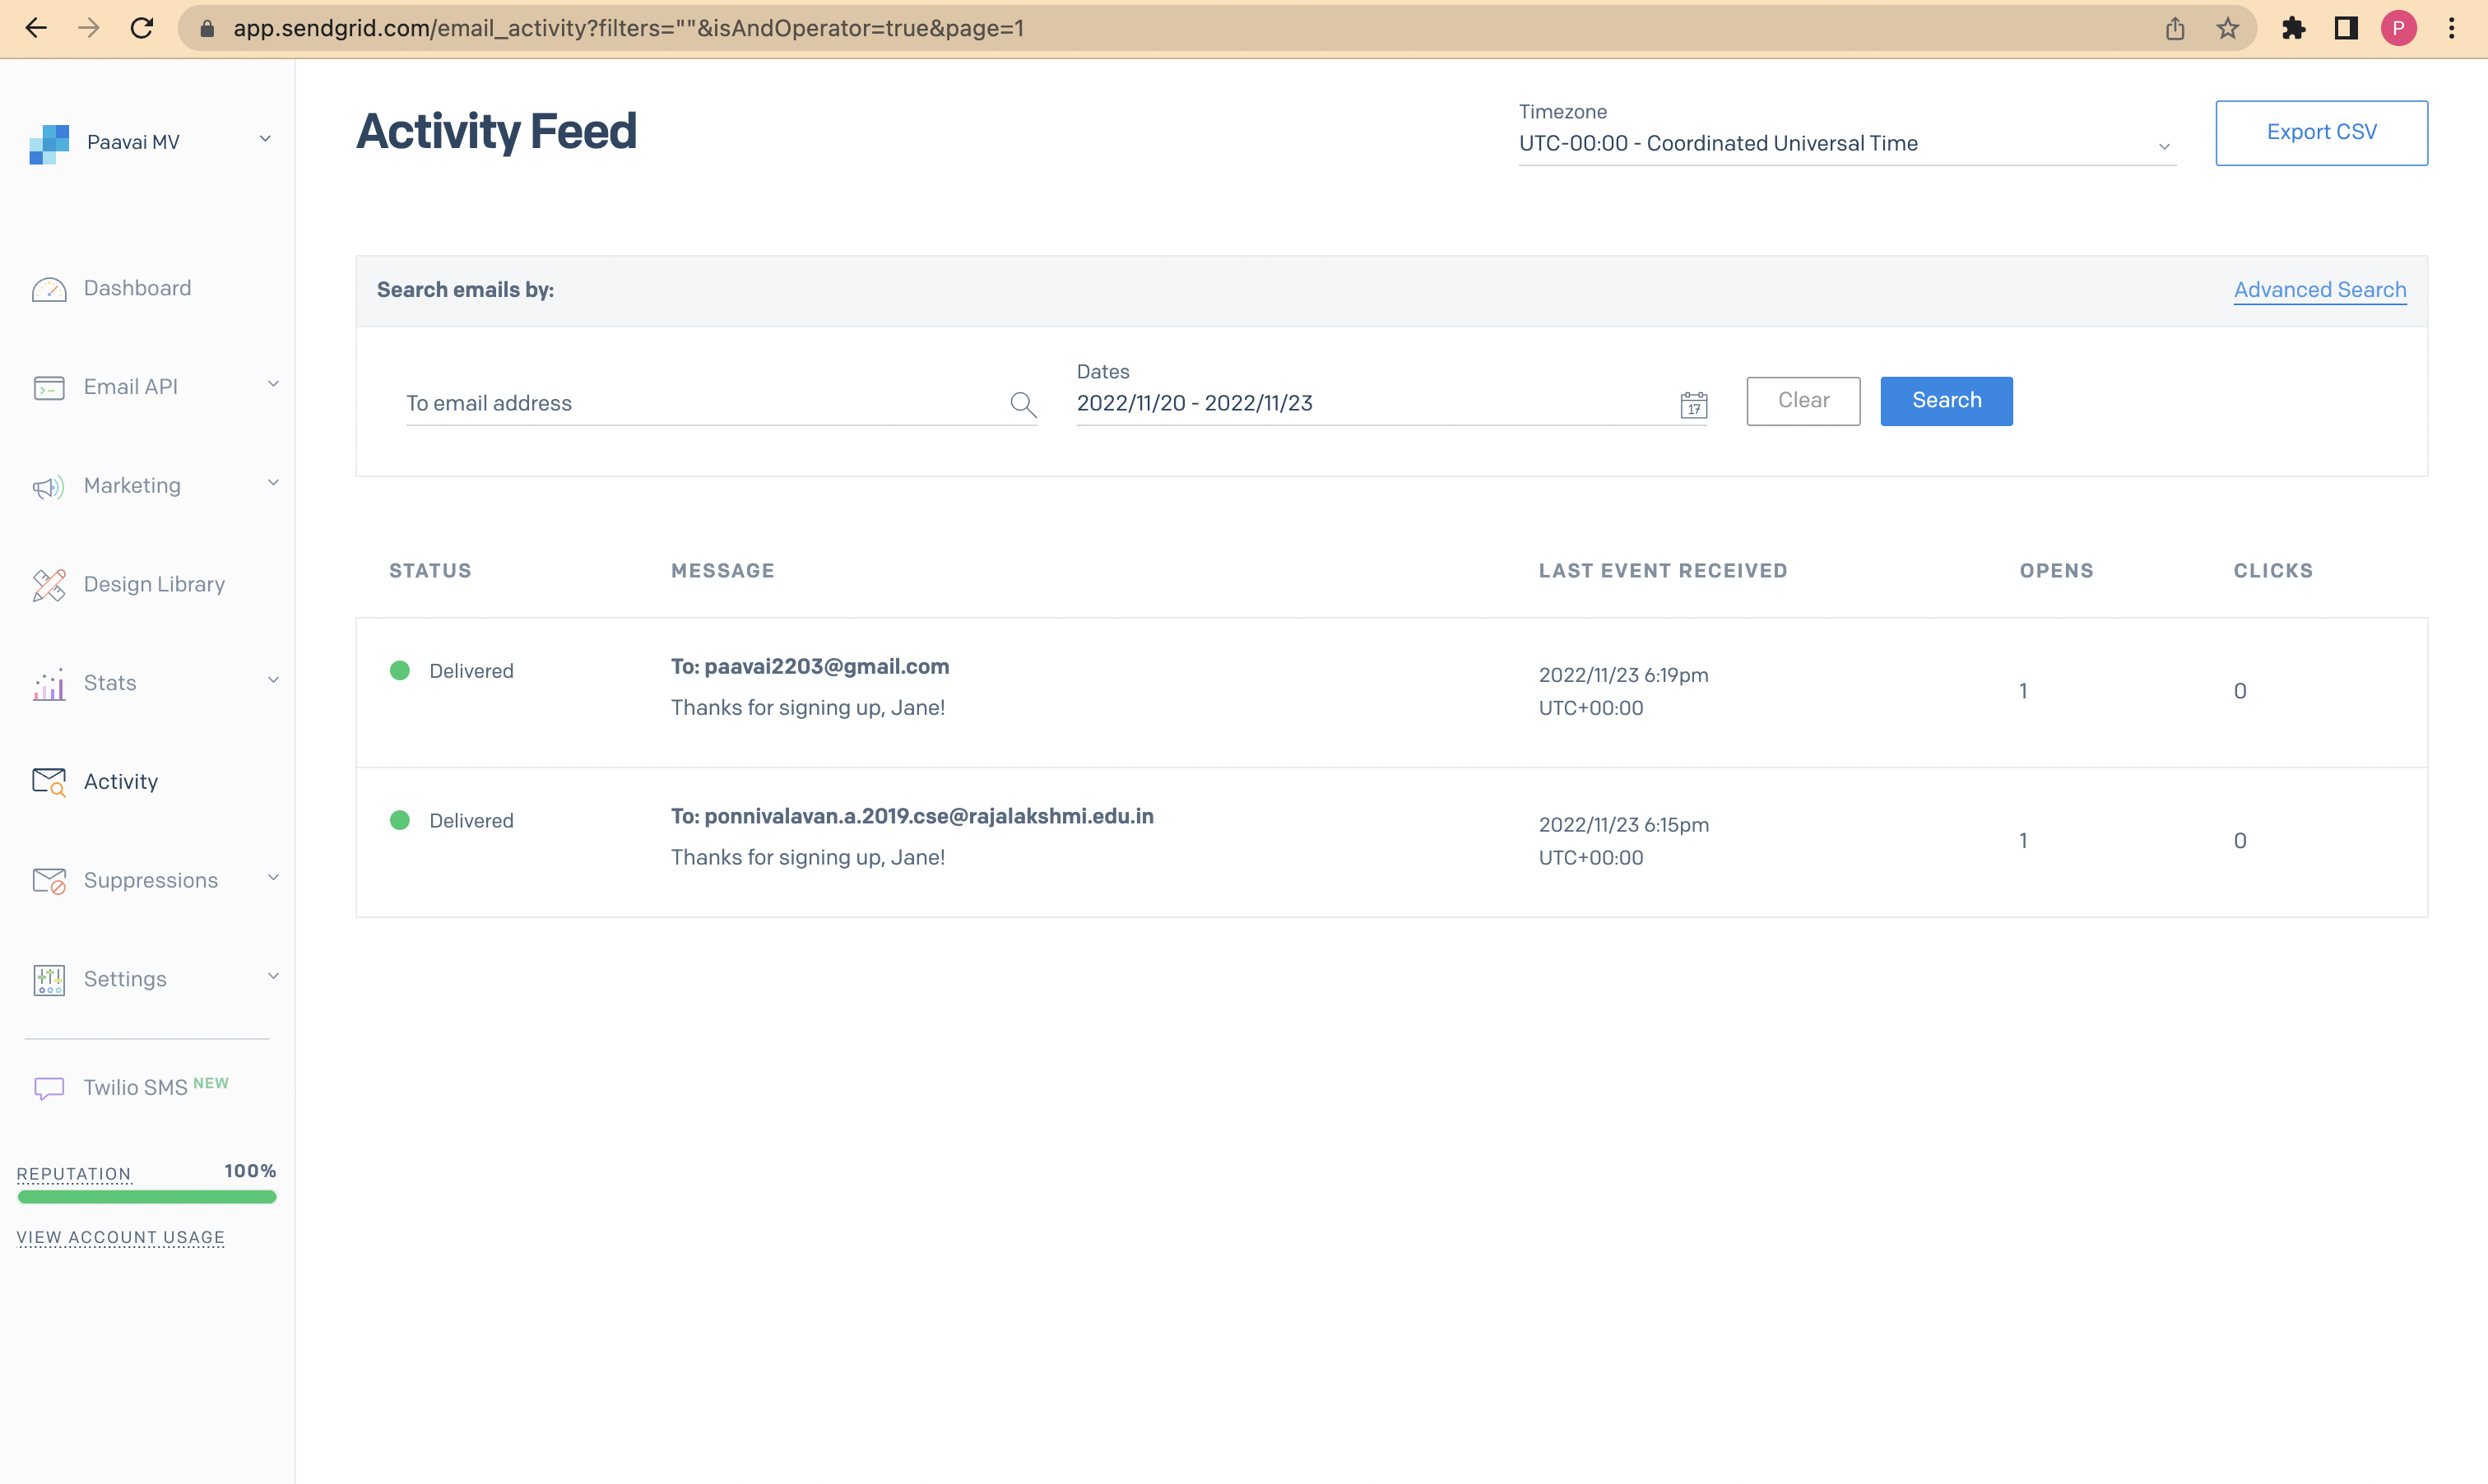 app.sendgrid.com/email_activity?filters=""&isAndOperator=true&page=1
P
Paavai MV
Dashboard
Email API
Marketing
Design Library
Stats
Activity
Suppressions
Settings
Twilio SMS NEW
REPUTATION 100%
VIEW ACCOUNT USAGE
Activity Feed
Timezone
UTC-00:00 - Coordinated Universal Time
Export CSV
Search emails by:
Advanced Search
To email address
Dates
2022/11/20 - 2022/11/23
17
Clear
Search
STATUS MESSAGE LAST EVENT RECEIVED OPENS CLICKS
Delivered
To: paavai2203@gmail.com
Thanks for signing up, Jane!
2022/11/23 6:19pm
UTC+00:00
1
0
Delivered
To: ponnivalavan.a.2019.cse@rajalakshmi.edu.in
Thanks for signing up, Jane!
2022/11/23 6:15pm
UTC+00:00
1
0